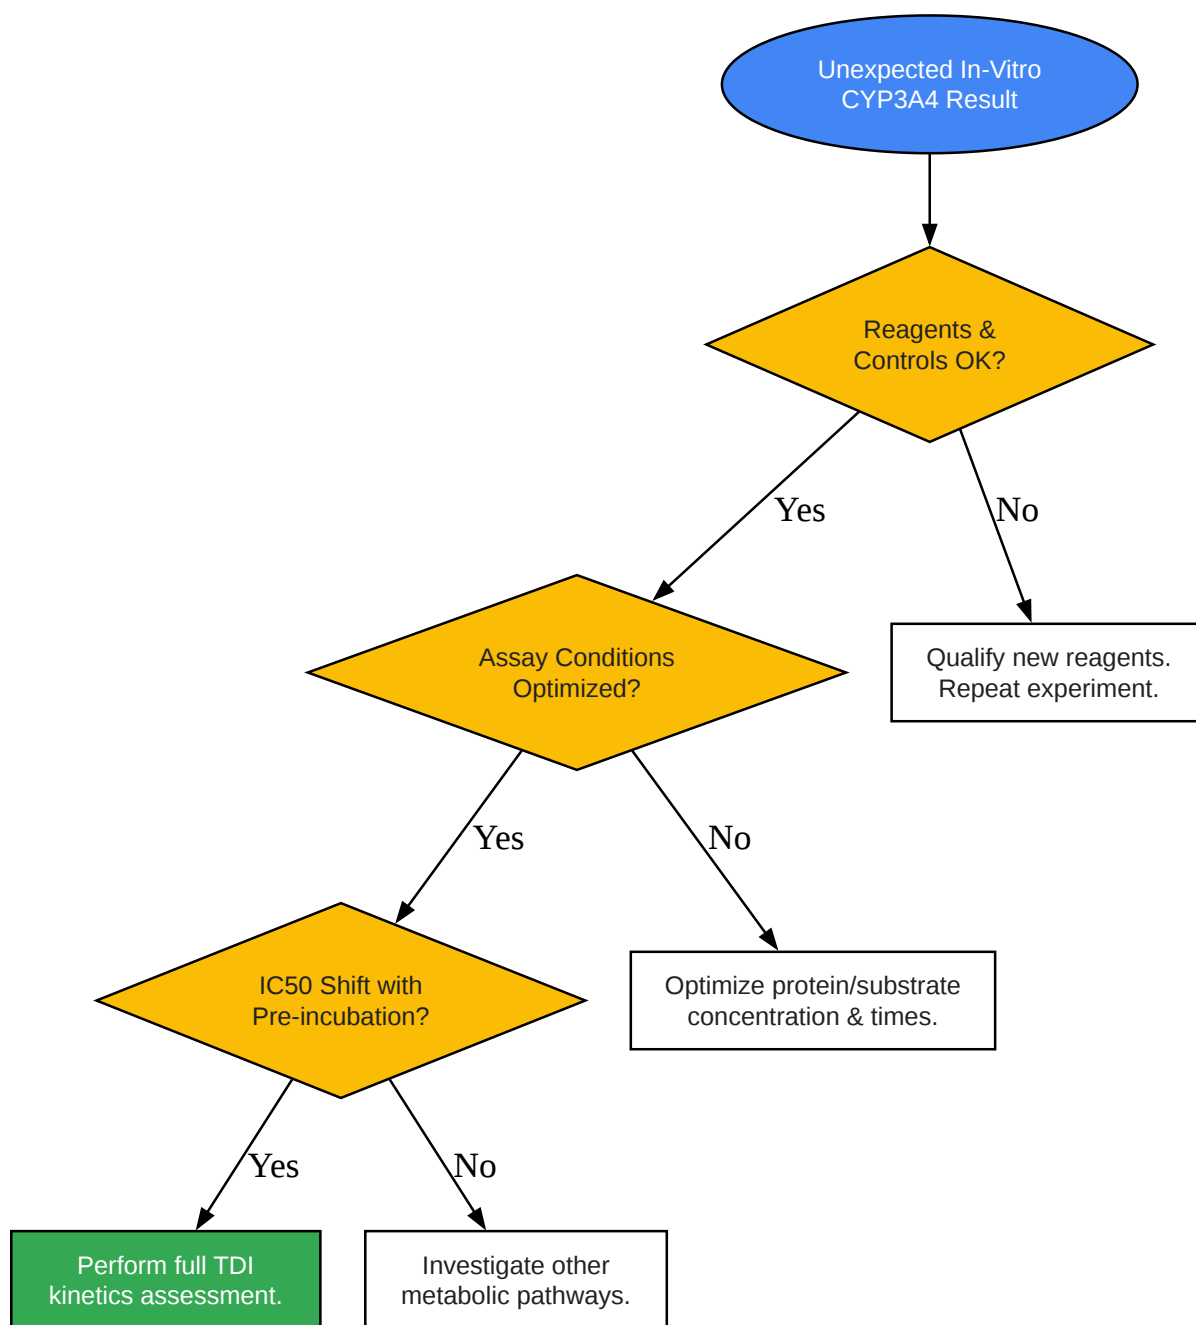 Unexpected In-Vitro
CYP3A4 Result
Reagents &
Controls OK?
Yes
No
Assay Conditions
Optimized?
Qualify new reagents.
Repeat experiment.
Yes
No
IC50 Shift with
Pre-incubation?
Optimize protein/substrate
concentration & times.
Yes
No
Perform full TDI
kinetics assessment.
Investigate other
metabolic pathways.